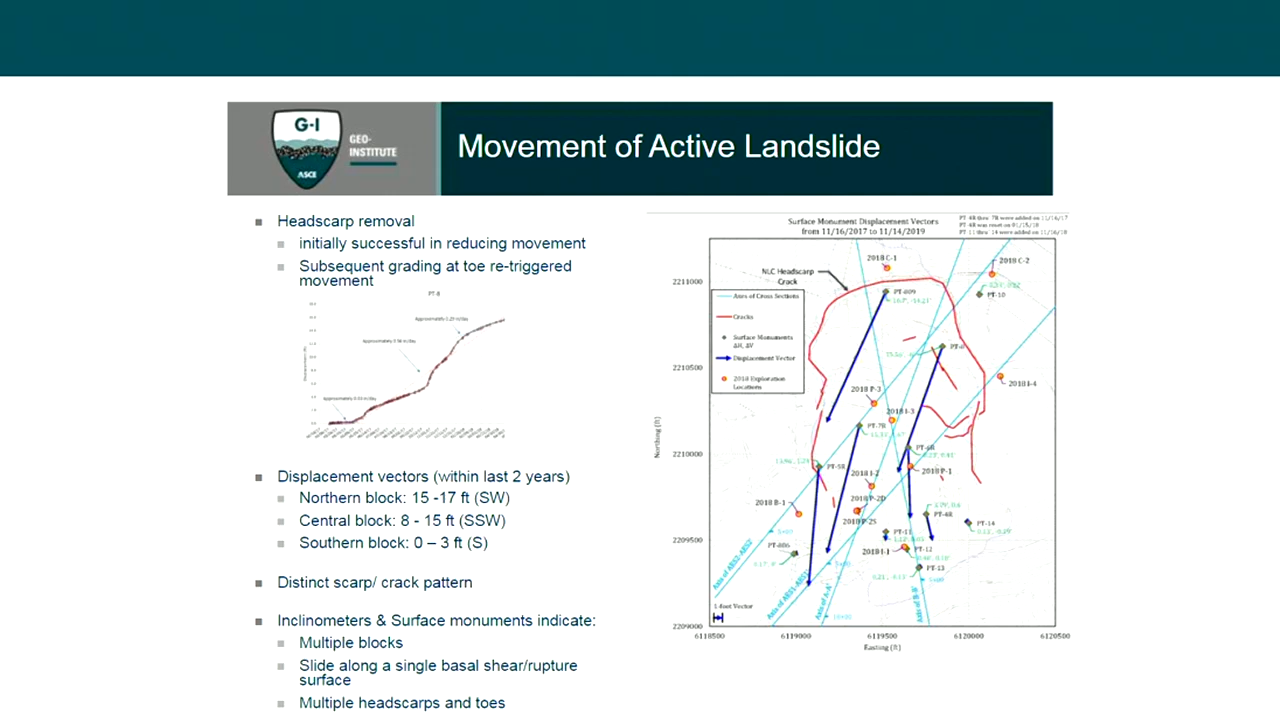 G-I
GEO-
INSTITUTE
ASCE
Movement of Active Landslide
Headscarp removal
initially successful in reducing movement
Subsequent grading at toe re-triggered
movement
PT-8
Displacement vectors (within last 2 years)
Northern block: 15 -17 ft (SW)
Central block: 8 - 15 ft (SSW)
Southern block: 0 – 3 ft (S)
Distinct scarp/ crack pattern
Inclinometers & Surface monuments indicate:
Multiple blocks
Slide along a single basal shear/rupture
surface
Multiple headscarps and toes
Surface Monument Displacement Vectors
from 11/16/2017 to 11/14/2019
NLC Headscarp
Crack
Axes of Cross Sections
Cracks
Surface Monuments
ΔH, ΔV
Displacement Vector
2018 Exploration
Locations
2018 C-1
2018 C-2
PT-10
2018 I-4
2018 P-3
2018 I-3
PT-7B
PT-6B
PT-5B
2018 P-1
2018 I-2
2018 P-2D
2018 P-2S
2018 B-1
PT-4B
PT-14
PT-11
PT-12
2018 I-1
PT-13
1-foot Vector
2211000
2210500
2210000
2209500
2209000
6118500
6119000
6119500
6120000
6120500
Northing (ft)
Easting (ft)